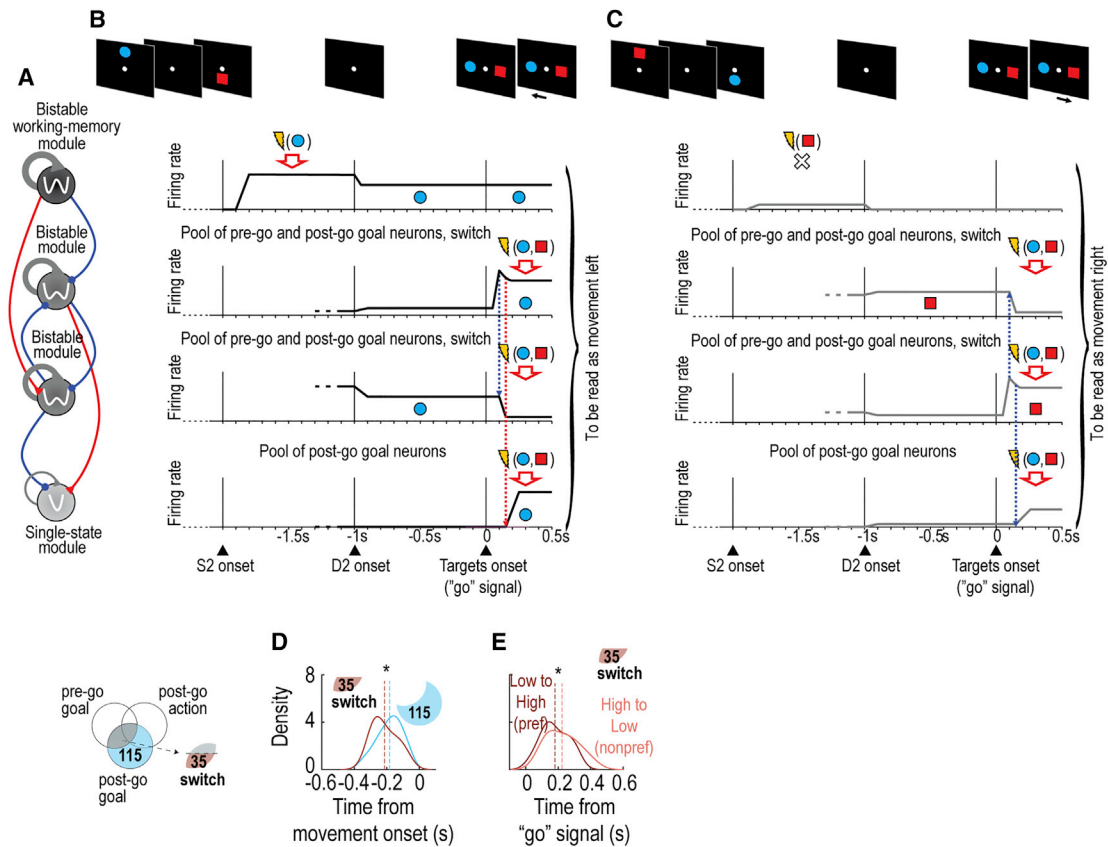 B
C
A
Bistable
working-memory
module
Bistable
module
Bistable
module
Single-state
module
Firing rate
( )
Pool of pre-go and post-go goal neurons, switch
Firing rate
( , )
Pool of pre-go and post-go goal neurons, switch
Firing rate
( , )
Pool of post-go goal neurons
Firing rate
( , )
-1.5s -1s -0.5s 0 0.5s
S2 onset D2 onset Targets onset
("go" signal)
To be read as movement left
Firing rate
( )
Pool of pre-go and post-go goal neurons, switch
Firing rate
( , )
Pool of pre-go and post-go goal neurons, switch
Firing rate
( , )
Pool of post-go goal neurons
Firing rate
( , )
-1.5s -1s -0.5s 0 0.5s
S2 onset D2 onset Targets onset
("go" signal)
To be read as movement right
pre-go
goal
post-go
action
115
post-go
goal
35
switch
D
8
4
0
Density
35
switch
*
115
-0.6 -0.4 -0.2 0
Time from
movement onset (s)
E
35
switch
*
Low to
High
(pref)
High to
Low
(nonpref)
0 0.2 0.4 0.6
Time from
"go" signal (s)